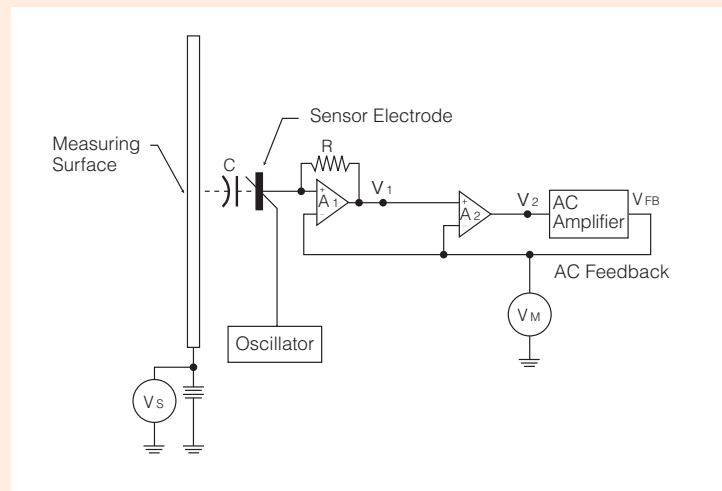 Sensor Electrode
Measuring
Surface
C
R
+
A1
−
V1
+
A2
−
V2
AC
Amplifier
VFB
AC Feedback
VM
Oscillator
VS